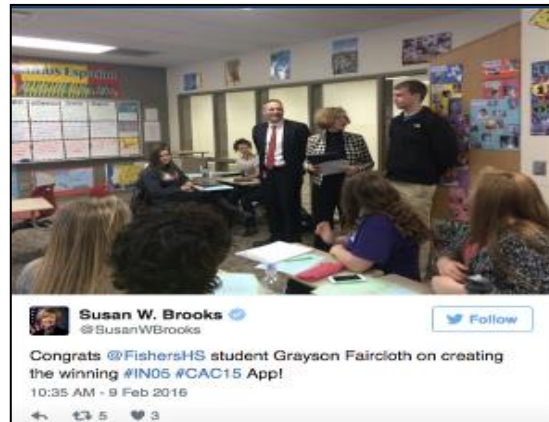 Susan W. Brooks
@SusanWBrooks
Follow
Congrats @FishersHS student Grayson Faircloth on creating
the winning #IN05 #CAC15 App!
10:35 AM - 9 Feb 2016
5 3